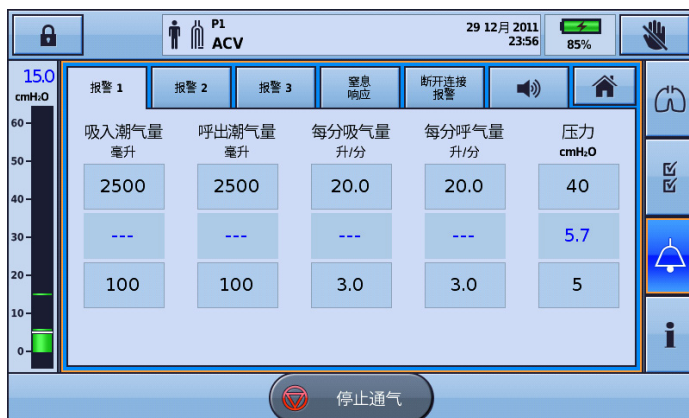 P1
ACV
29 12月 2011
23:56
85%
15.0
cmH₂O
60
50
40
30
20
10
0
报警 1
报警 2
报警 3
窒息
响应
断开连接
报警
吸入潮气量
毫升
呼出潮气量
毫升
每分吸气量
升/分
每分呼气量
升/分
压力
cmH₂O
2500
2500
20.0
20.0
40
---
---
---
---
5.7
100
100
3.0
3.0
5
停止通气